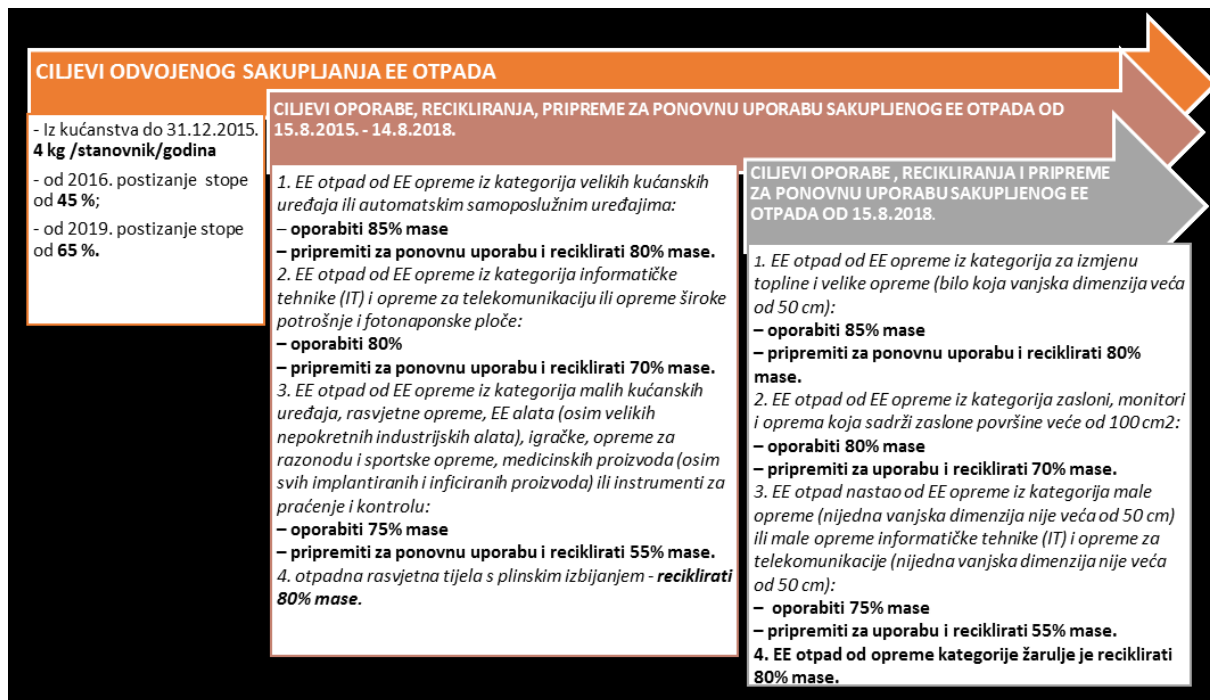 CILJEVI ODVOJENOG SAKUPLJANJA EE OTPADA
- Iz kućanstva do 31.12.2015.
4 kg /stanovnik/godina
- od 2016. postizanje stope
od 45 %;
- od 2019. postizanje stope
od 65 %.
CILJEVI OPORABE, RECIKLIRANJA, PRIPREME ZA PONOVNU UPORABU SAKUPLJENOG EE OTPADA OD
15.8.2015. - 14.8.2018.
1. EE otpad od EE opreme iz kategorija velikih kućanskih
uređaja ili automatskim samoposlužnim uređajima:
– oporabiti 85% mase
– pripremiti za ponovnu uporabu i reciklirati 80% mase.
2. EE otpad od EE opreme iz kategorija informatičke
tehnike (IT) i opreme za telekomunikaciju ili opreme široke
potrošnje i fotonaponske ploče:
– oporabiti 80%
– pripremiti za ponovnu uporabu i reciklirati 70% mase.
3. EE otpad od EE opreme iz kategorija malih kućanskih
uređaja, rasvjetne opreme, EE alata (osim velikih
nepokretnih industrijskih alata), igračke, opreme za
razonodu i sportske opreme, medicinskih proizvoda (osim
svih implantiranih i inficiranih proizvoda) ili instrumenti za
praćenje i kontrolu:
– oporabiti 75% mase
– pripremiti za ponovnu uporabu i reciklirati 55% mase.
4. otpadna rasvjetna tijela s plinskim izbijanjem - reciklirati
80% mase.
CILJEVI OPORABE , RECIKLIRANJA I PRIPREME
ZA PONOVNU UPORABU SAKUPLJENOG EE
OTPADA OD 15.8.2018.
1. EE otpad od EE opreme iz kategorija za izmjenu
topline i velike opreme (bilo koja vanjska dimenzija veća
od 50 cm):
– oporabiti 85% mase
– pripremiti za ponovnu uporabu i reciklirati 80%
mase.
2. EE otpad od EE opreme iz kategorija zasloni, monitori
i oprema koja sadrži zaslone površine veće od 100 cm2:
– oporabiti 80% mase
– pripremiti za uporabu i reciklirati 70% mase.
3. EE otpad nastao od EE opreme iz kategorija male
opreme (nijedna vanjska dimenzija nije veća od 50 cm)
ili male opreme informatičke tehnike (IT) i opreme za
telekomunikacije (nijedna vanjska dimenzija nije veća
od 50 cm):
– oporabiti 75% mase
– pripremiti za uporabu i reciklirati 55% mase.
4. EE otpad od opreme kategorije žarulje je reciklirati
80% mase.